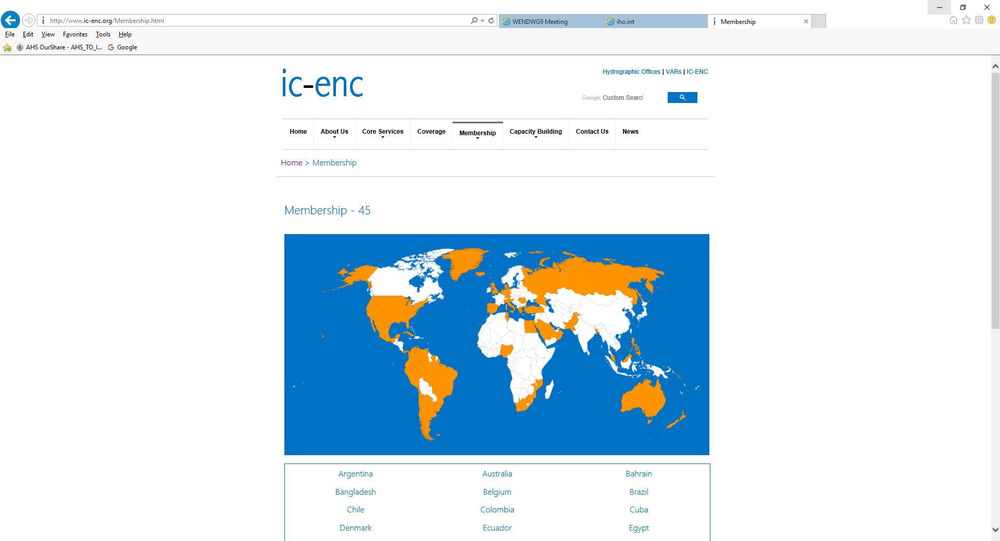 http://www.ic-enc.org/Membership.html
WENDWG9 Meeting
iho.int
Membership
File Edit View Favorites Tools Help
AHS OurShare - AHS_TO_I... Google
ic-enc
Hydrographic Offices | VARs | IC-ENC
Google Custom Searc
Home About Us Core Services Coverage Membership Capacity Building Contact Us News
Home > Membership
Membership - 45
Argentina Australia Bahrain
Bangladesh Belgium Brazil
Chile Colombia Cuba
Denmark Ecuador Egypt